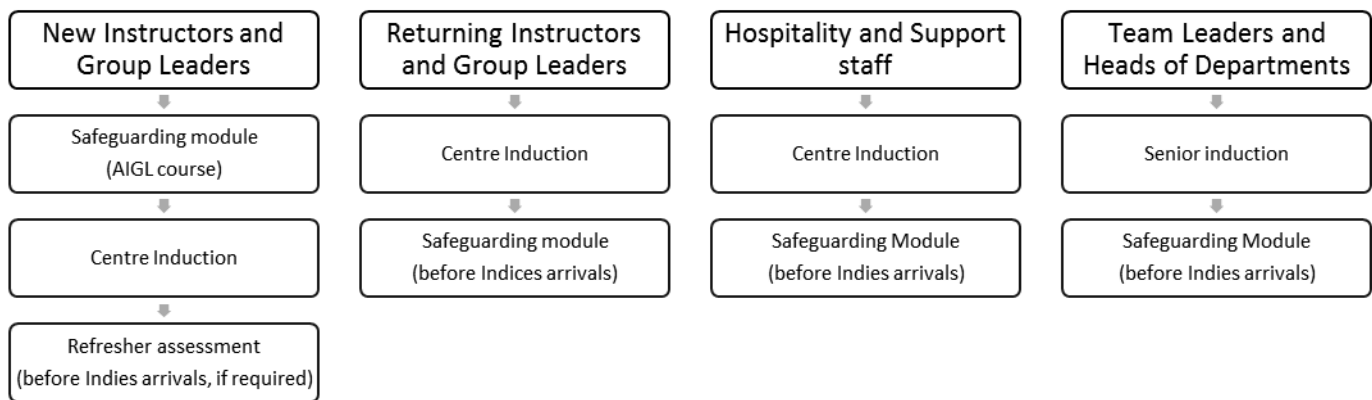 New Instructors and
Group Leaders
Safeguarding module
(AIGL course)
Centre Induction
Refresher assessment
(before Indies arrivals, if required)
Returning Instructors
and Group Leaders
Centre Induction
Safeguarding module
(before Indices arrivals)
Hospitality and Support
staff
Centre Induction
Safeguarding Module
(before Indies arrivals)
Team Leaders and
Heads of Departments
Senior induction
Safeguarding Module
(before Indies arrivals)